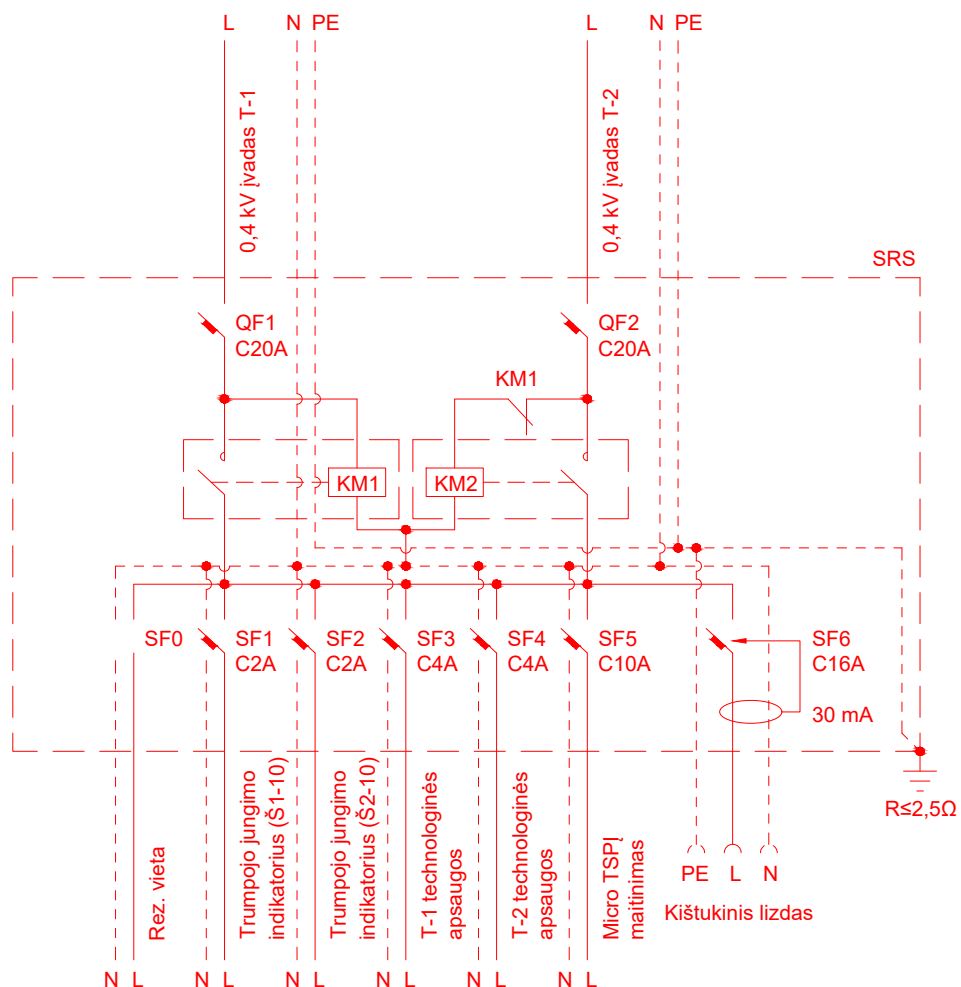 L N PE L N PE
0,4 kV įvadas T-1
0,4 kV įvadas T-2
SRS
QF1
C20A
QF2
C20A
KM1
KM1
KM2
SF0
SF1
C2A
SF2
C2A
SF3
C4A
SF4
C4A
SF5
C10A
SF6
C16A
30 mA
R≤2,5Ω
Rez. vieta
Trumpojo jungimo
indikatorius (Š1-10)
Trumpojo jungimo
indikatorius (Š2-10)
T-1 technologinės
apsaugos
T-2 technologinės
apsaugos
Micro TSPĮ
maitinimas
PE L N
Kištukinis lizdas
N L N L N L N L N L N L